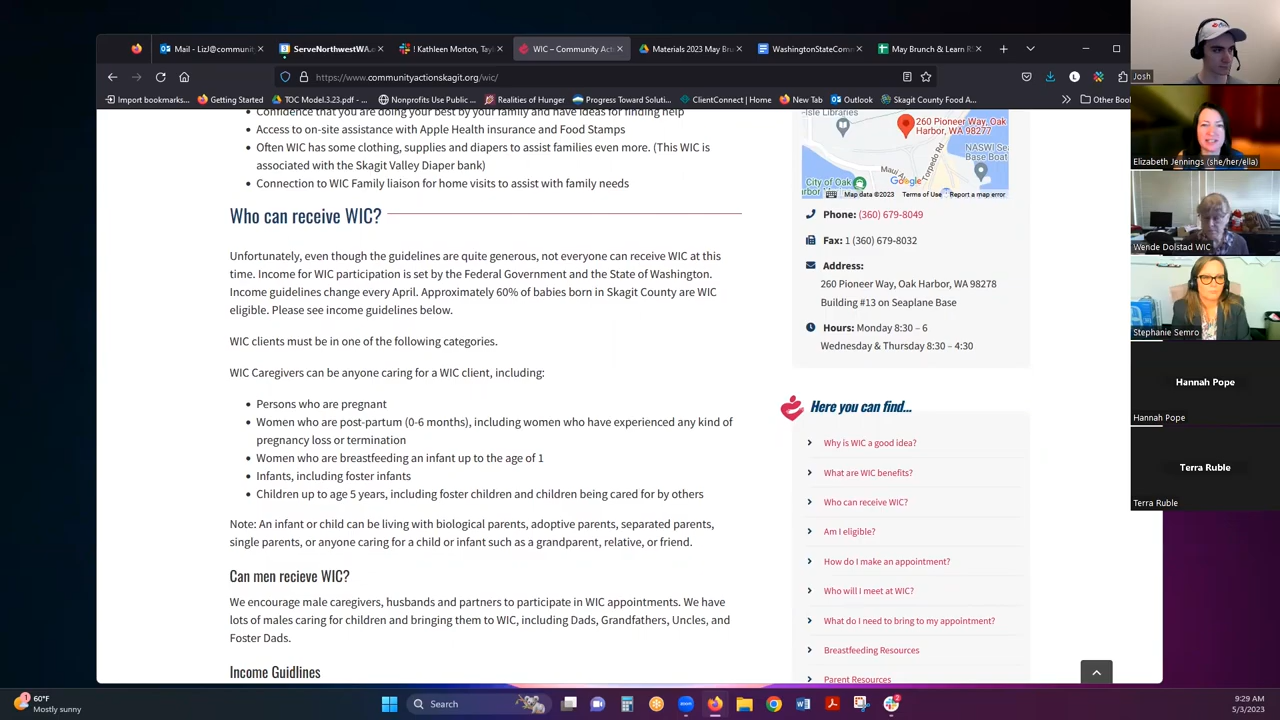 Mail - LizJ@communi
ServeNorthwestWA.o
! Kathleen Morton, Tayl
WIC – Community Acti
Materials 2023 May Bru
WashingtonStateComm
May Brunch & Learn R
https://www.communityactionskagit.org/wic/
Import bookmarks...
Getting Started
TOC Model.3.23.pdf -...
Nonprofits Use Public ...
Realities of Hunger
Progress Toward Soluti...
ClientConnect | Home
New Tab
Outlook
Skagit County Food A...
Other Book
Confidence that you are doing your best by your family and have ideas for finding help
Access to on-site assistance with Apple Health insurance and Food Stamps
Often WIC has some clothing, supplies and diapers to assist families even more. (This WIC is
associated with the Skagit Valley Diaper bank)
Connection to WIC Family liaison for home visits to assist with family needs
Who can receive WIC?
Unfortunately, even though the guidelines are quite generous, not everyone can receive WIC at this
time. Income for WIC participation is set by the Federal Government and the State of Washington.
Income guidelines change every April. Approximately 60% of babies born in Skagit County are WIC
eligible. Please see income guidelines below.
WIC clients must be in one of the following categories.
WIC Caregivers can be anyone caring for a WIC client, including:
Persons who are pregnant
Women who are post-partum (0-6 months), including women who have experienced any kind of
pregnancy loss or termination
Women who are breastfeeding an infant up to the age of 1
Infants, including foster infants
Children up to age 5 years, including foster children and children being cared for by others
Note: An infant or child can be living with biological parents, adoptive parents, separated parents,
single parents, or anyone caring for a child or infant such as a grandparent, relative, or friend.
Can men recieve WIC?
We encourage male caregivers, husbands and partners to participate in WIC appointments. We have
lots of males caring for children and bringing them to WIC, including Dads, Grandfathers, Uncles, and
Foster Dads.
Income Guidlines
-Isle Libraries
260 Pioneer Way, Oak
Harbor, WA 98277
NASWI Sea
Base Boat
Torpedo Rd
Maui A
City of Oak
Harbor
Google
Map data ©2023
Terms of Use
Report a map error
Phone: (360) 679-8049
Fax: 1 (360) 679-8032
Address:
260 Pioneer Way, Oak Harbor, WA 98278
Building #13 on Seaplane Base
Hours: Monday 8:30 – 6
Wednesday & Thursday 8:30 – 4:30
Here you can find...
Why is WIC a good idea?
What are WIC benefits?
Who can receive WIC?
Am I eligible?
How do I make an appointment?
Who will I meet at WIC?
What do I need to bring to my appointment?
Breastfeeding Resources
Parent Resources
Josh
Elizabeth Jennings (she/her/ella)
Wende Dolstad WIC
Stephanie Semro
Hannah Pope
Hannah Pope
Terra Ruble
Terra Ruble
60°F
Mostly sunny
Search
9:29 AM
5/3/2023